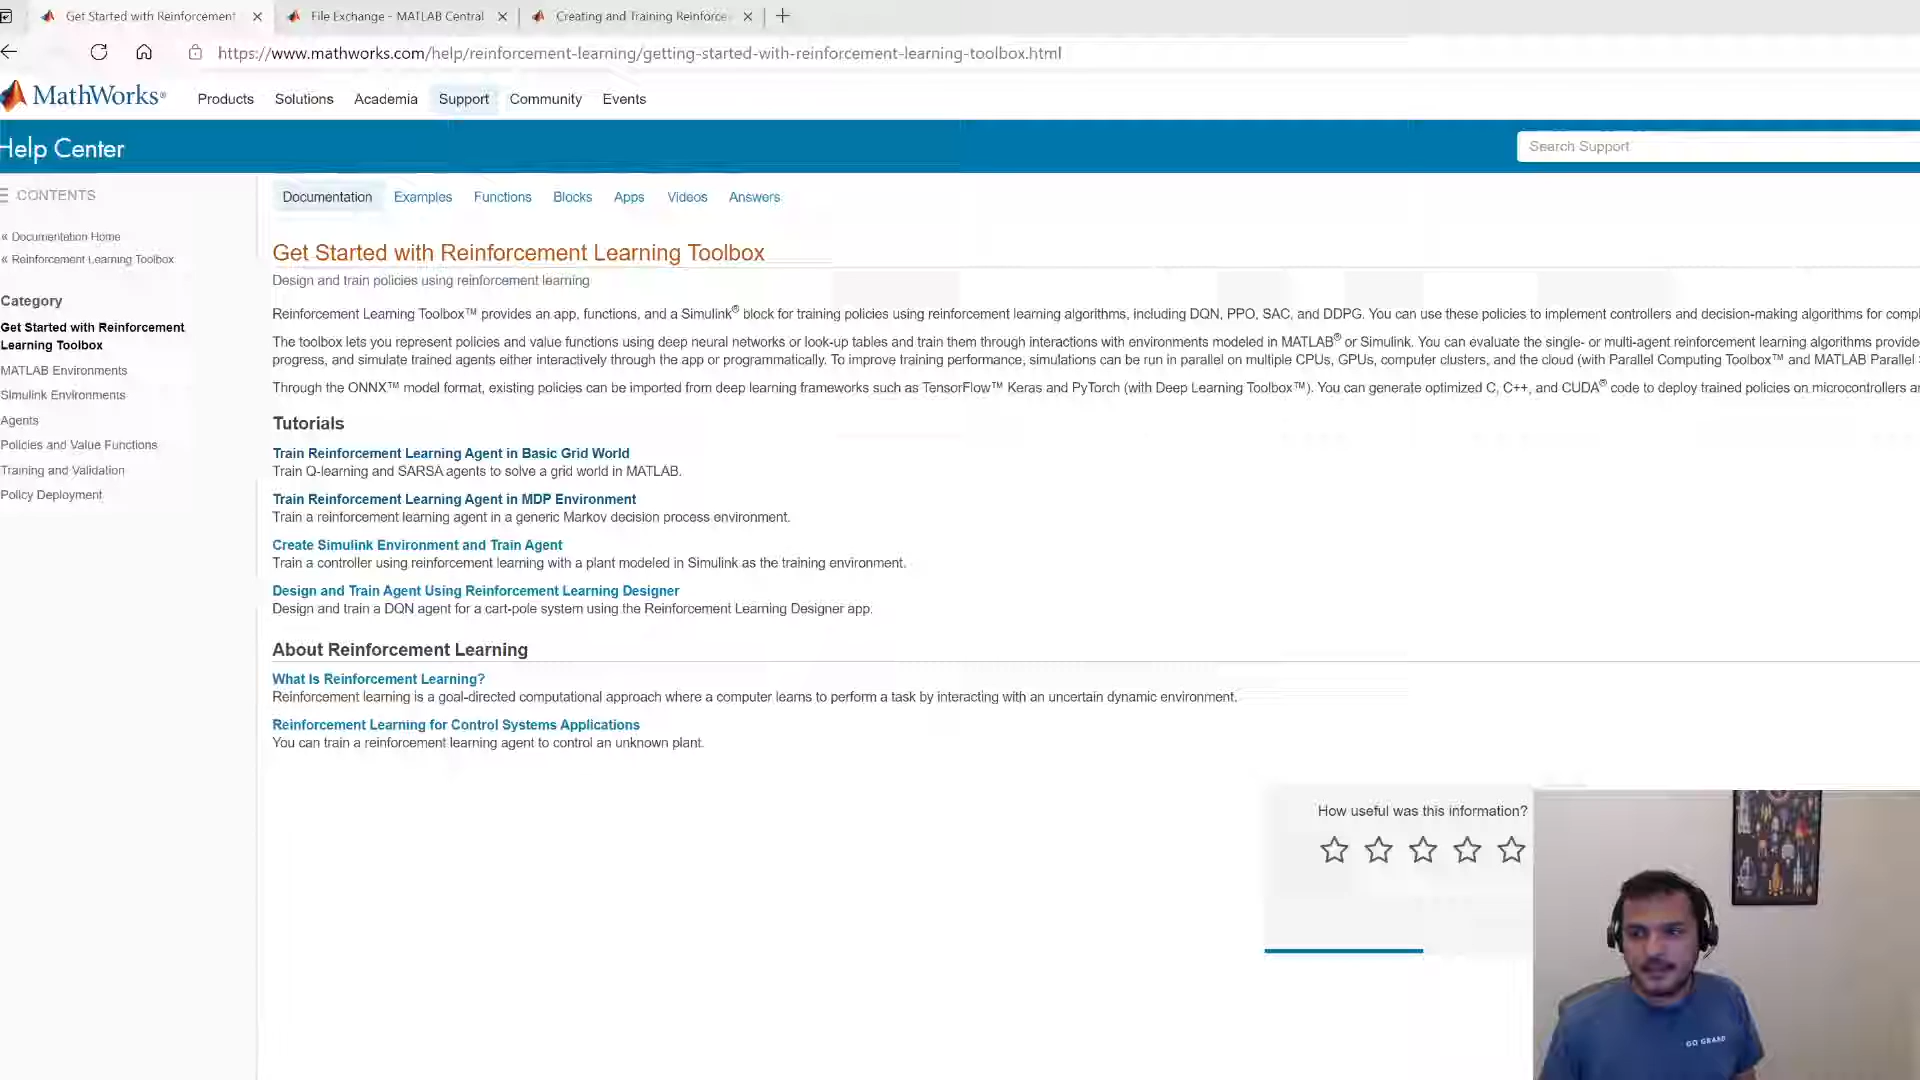 Get Started with Reinforcement
File Exchange - MATLAB Central
Creating and Training Reinforce
https://www.mathworks.com/help/reinforcement-learning/getting-started-with-reinforcement-learning-toolbox.html
MathWorks®
Products
Solutions
Academia
Support
Community
Events
Help Center
Search Support
CONTENTS
Documentation
Examples
Functions
Blocks
Apps
Videos
Answers
« Documentation Home
« Reinforcement Learning Toolbox
Category
Get Started with Reinforcement
Learning Toolbox
MATLAB Environments
Simulink Environments
Agents
Policies and Value Functions
Training and Validation
Policy Deployment
Get Started with Reinforcement Learning Toolbox
Design and train policies using reinforcement learning
Reinforcement Learning Toolbox™ provides an app, functions, and a Simulink® block for training policies using reinforcement learning algorithms, including DQN, PPO, SAC, and DDPG. You can use these policies to implement controllers and decision-making algorithms for compl
The toolbox lets you represent policies and value functions using deep neural networks or look-up tables and train them through interactions with environments modeled in MATLAB® or Simulink. You can evaluate the single- or multi-agent reinforcement learning algorithms provide
progress, and simulate trained agents either interactively through the app or programmatically. To improve training performance, simulations can be run in parallel on multiple CPUs, GPUs, computer clusters, and the cloud (with Parallel Computing Toolbox™ and MATLAB Parallel
Through the ONNX™ model format, existing policies can be imported from deep learning frameworks such as TensorFlow™ Keras and PyTorch (with Deep Learning Toolbox™). You can generate optimized C, C++, and CUDA® code to deploy trained policies on microcontrollers a
Tutorials
Train Reinforcement Learning Agent in Basic Grid World
Train Q-learning and SARSA agents to solve a grid world in MATLAB.
Train Reinforcement Learning Agent in MDP Environment
Train a reinforcement learning agent in a generic Markov decision process environment.
Create Simulink Environment and Train Agent
Train a controller using reinforcement learning with a plant modeled in Simulink as the training environment.
Design and Train Agent Using Reinforcement Learning Designer
Design and train a DQN agent for a cart-pole system using the Reinforcement Learning Designer app.
About Reinforcement Learning
What Is Reinforcement Learning?
Reinforcement learning is a goal-directed computational approach where a computer learns to perform a task by interacting with an uncertain dynamic environment.
Reinforcement Learning for Control Systems Applications
You can train a reinforcement learning agent to control an unknown plant.
How useful was this information?